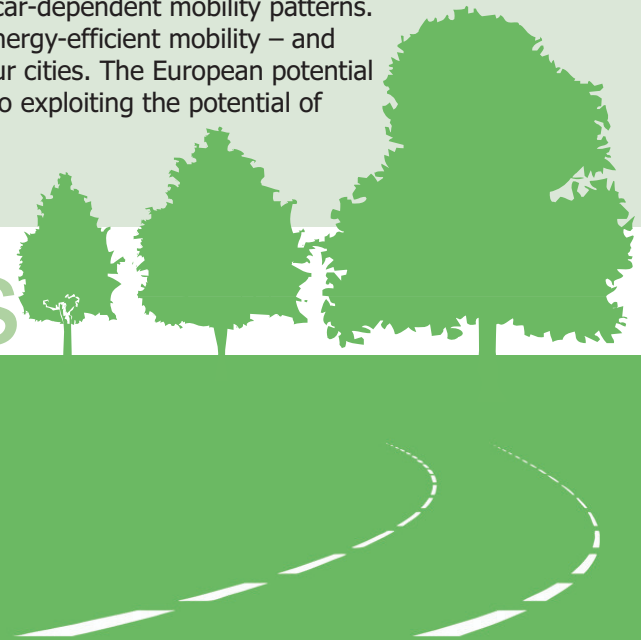 car-dependent mobility patterns.
nergy-efficient mobility – and
ur cities. The European potential
o exploiting the potential of
s